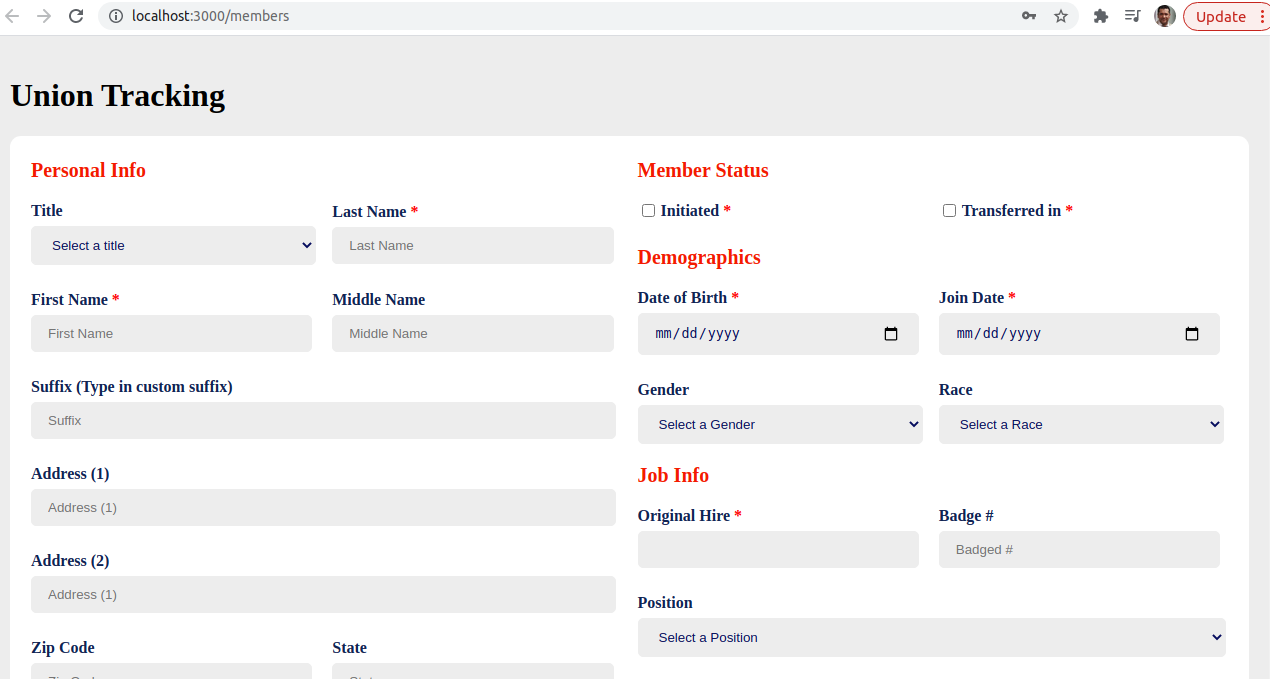 localhost:3000/members
Update
Union Tracking
Personal Info
Title
Last Name *
Select a title
Last Name
First Name *
Middle Name
First Name
Middle Name
Suffix (Type in custom suffix)
Suffix
Address (1)
Address (1)
Address (2)
Address (1)
Zip Code
State
Member Status
Initiated *
Transferred in *
Demographics
Date of Birth *
Join Date *
mm/dd/yyyy
mm/dd/yyyy
Gender
Race
Select a Gender
Select a Race
Job Info
Original Hire *
Badge #
Badged #
Position
Select a Position